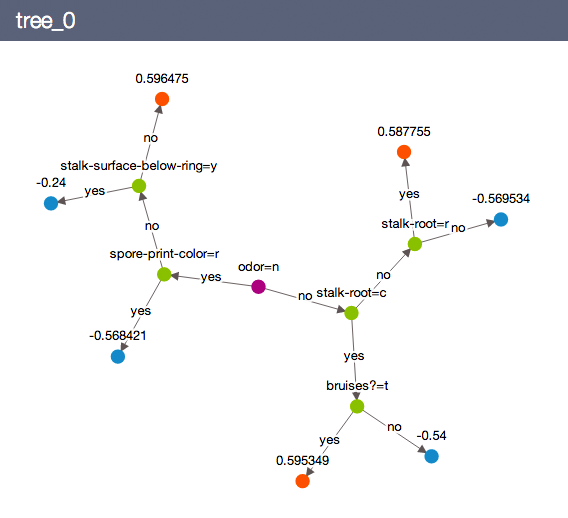 tree_0
0.596475
no
stalk-surface-below-ring=y
-0.24
yes
no
spore-print-color=r
yes
odor=n
yes
-0.568421
0.587755
yes
-0.569534
stalk-root=r
no
no
no
stalk-root=c
yes
bruises?=t
no
-0.54
yes
0.595349